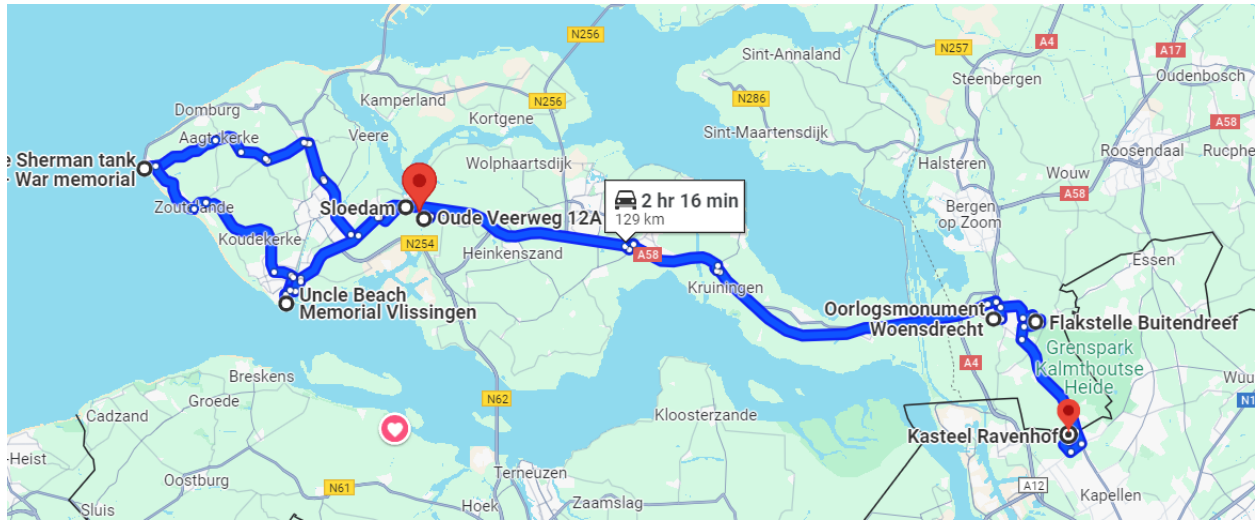 N256
Sint-Annaland
N257
A4
A17
Steenbergen
Oudenbosch
Domburg
Kamperland
N256
Kortgene
N286
A58
Aagtekerke
Veere
Sint-Maartensdijk
Roosendaal
Rucphe
e Sherman tank
- War memorial
Wolphaartsdijk
Halsteren
Wouw
A58
Zoutelande
Sloedam
Oude Veerweg 12A
2 hr 16 min
129 km
Bergen
op Zoom
Koudekerke
N254
Heinkenszand
A58
Essen
Kruiningen
Uncle Beach
Memorial Vlissingen
Oorlogsmonument
Woensdrecht
Flakstelle Buitendreef
Grenspark
Kalmthoutse
Heide
A4
Breskens
Groede
Cadzand
N62
Kloosterzande
Wuu
N1
Kasteel Ravenhof
-Heist
Oostburg
N61
Terneuzen
Hoek
Zaamslag
A12
Kapellen
Sluis